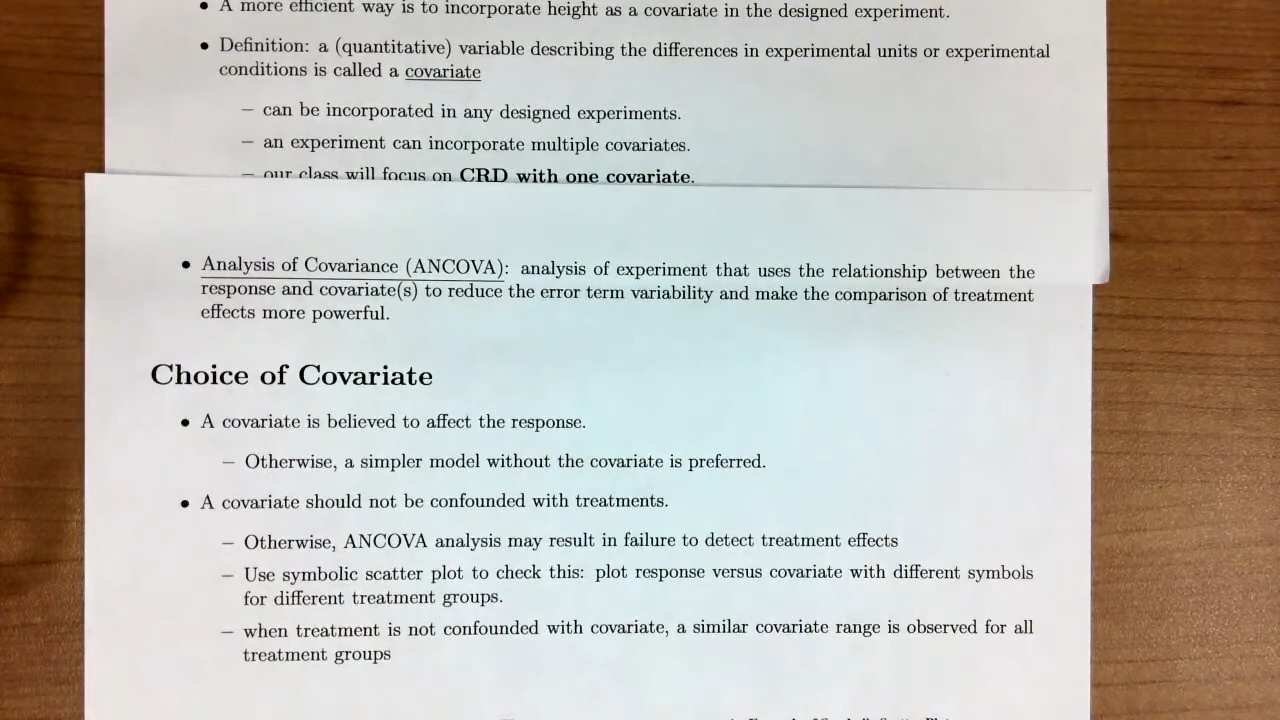 • A more efficient way is to incorporate height as a covariate in the designed experiment.
• Definition: a (quantitative) variable describing the differences in experimental units or experimental
conditions is called a covariate
– can be incorporated in any designed experiments.
– an experiment can incorporate multiple covariates.
– our class will focus on CRD with one covariate.
• Analysis of Covariance (ANCOVA): analysis of experiment that uses the relationship between the
response and covariate(s) to reduce the error term variability and make the comparison of treatment
effects more powerful.
Choice of Covariate
• A covariate is believed to affect the response.
– Otherwise, a simpler model without the covariate is preferred.
• A covariate should not be confounded with treatments.
– Otherwise, ANCOVA analysis may result in failure to detect treatment effects
– Use symbolic scatter plot to check this: plot response versus covariate with different symbols
for different treatment groups.
– when treatment is not confounded with covariate, a similar covariate range is observed for all
treatment groups